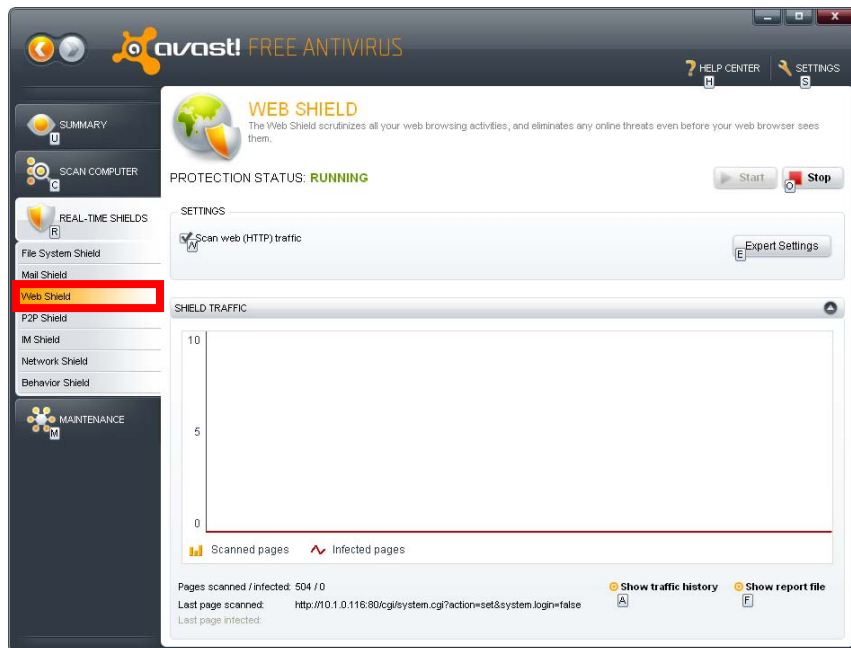 avast! FREE ANTIVIRUS
HELP CENTER
H
SETTINGS
S
SUMMARY
U
SCAN COMPUTER
C
REAL-TIME SHIELDS
R
File System Shield
Mail Shield
Web Shield
P2P Shield
IM Shield
Network Shield
Behavior Shield
MAINTENANCE
M
WEB SHIELD
The Web Shield scrutinizes all your web browsing activities, and eliminates any online threats even before your web browser sees
them.
PROTECTION STATUS: RUNNING
Start
Stop
O
SETTINGS
Scan web (HTTP) traffic
N
Expert Settings
E
SHIELD TRAFFIC
10
5
0
Scanned pages Infected pages
Pages scanned / infected: 504 / 0
Last page scanned: http://10.1.0.116:80/cgi/system.cgi?action=set&system.login=false
Last page infected:
Show traffic history
A
Show report file
F